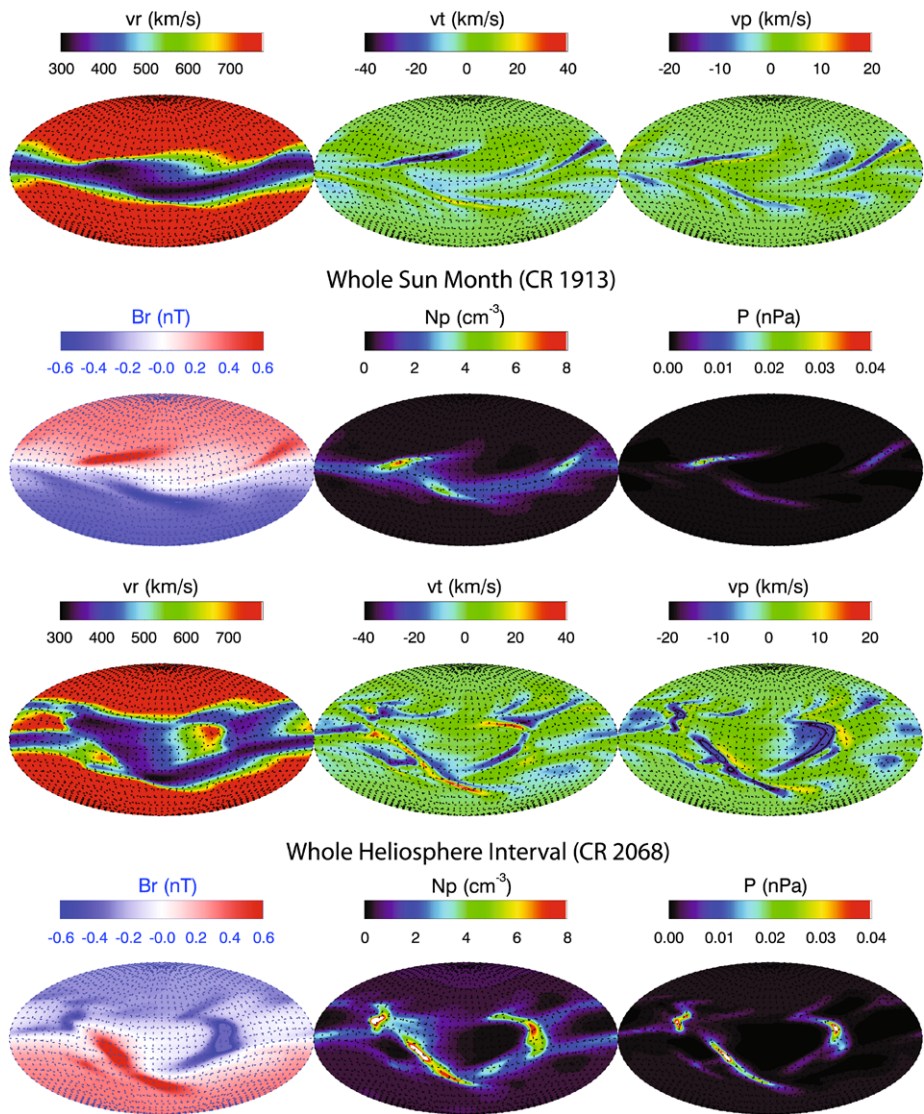 vr (km/s) vt (km/s) vp (km/s)
300 400 500 600 700 -40 -20 0 20 40 -20 -10 0 10 20
Whole Sun Month (CR 1913)
Br (nT) Np (cm⁻³) P (nPa)
-0.6 -0.4 -0.2 -0.0 0.2 0.4 0.6 0 2 4 6 8 0.00 0.01 0.02 0.03 0.04
vr (km/s) vt (km/s) vp (km/s)
300 400 500 600 700 -40 -20 0 20 40 -20 -10 0 10 20
Whole Heliosphere Interval (CR 2068)
Br (nT) Np (cm⁻³) P (nPa)
-0.6 -0.4 -0.2 -0.0 0.2 0.4 0.6 0 2 4 6 8 0.00 0.01 0.02 0.03 0.04